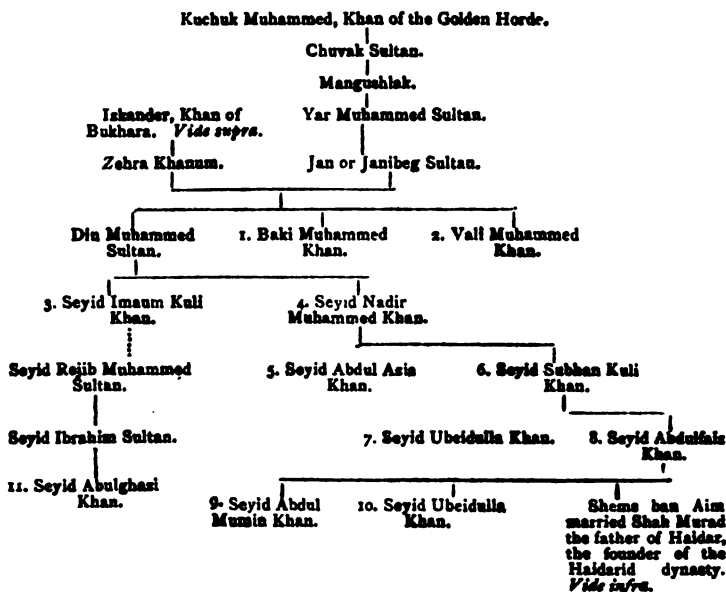 Kuchuk Muhammed, Khan of the Golden Horde.
Chuvak Sultan.
Mangushlak.
Iskander, Khan of
Bukhara. Vide supra.
Yar Muhammed Sultan.
Zehra Khanum.
Jan or Janibeg Sultan.
Din Muhammed
Sultan.
1. Baki Muhammed
Khan.
2. Vali Muhammed
Khan.
3. Seyid Imaum Kuli
Khan.
4. Seyid Nadir
Muhammed Khan.
Seyid Rejib Muhammed
Sultan.
5. Seyid Abdul Azis
Khan.
6. Seyid Subhan Kuli
Khan.
Seyid Ibrahim Sultan.
7. Seyid Ubeidulla Khan.
8. Seyid Abdulfaiz
Khan.
11. Seyid Abulghazi
Khan.
9. Seyid Abdul
Mumin Khan.
10. Seyid Ubeidulla
Khan.
Shems ban Aim
married Shah Murad
the father of Haidar,
the founder of the
Haidarid dynasty.
Vide infra.